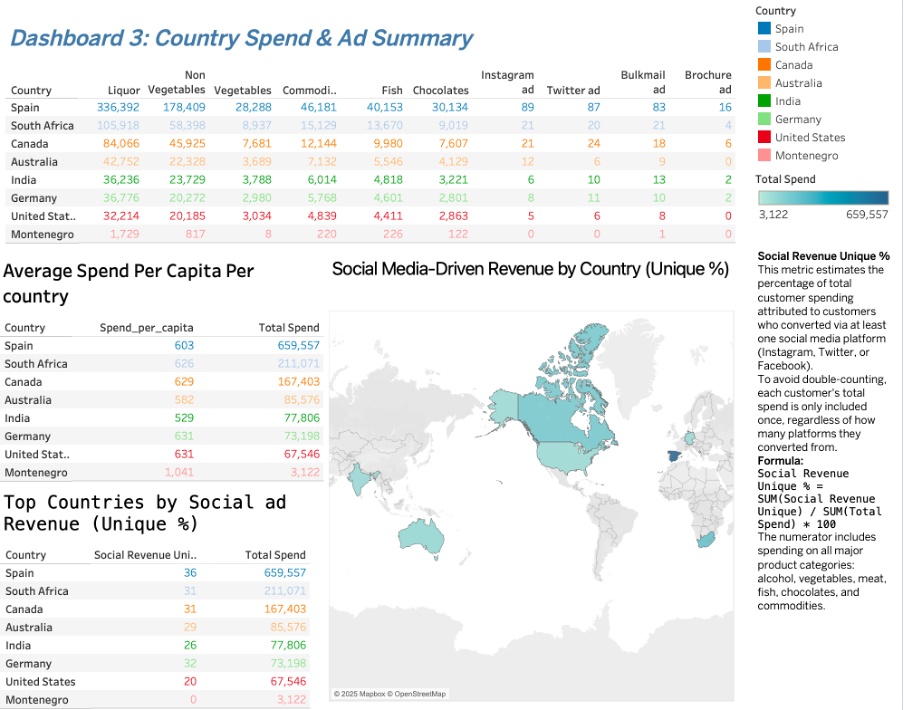 Dashboard 3: Country Spend & Ad Summary
Country Liquor Non Vegetables Vegetables Commodi.. Fish Chocolates Instagram ad Twitter ad Bulkmail ad Brochure ad
Spain 336,392 178,409 28,288 46,181 40,153 30,134 89 87 83 16
South Africa 105,918 58,398 8,937 15,129 13,670 9,019 21 20 21 4
Canada 84,066 45,925 7,681 12,144 9,980 7,607 21 24 18 6
Australia 42,752 22,328 3,689 7,132 5,546 4,129 12 6 9 0
India 36,236 23,729 3,788 6,014 4,818 3,221 6 10 13 2
Germany 36,776 20,272 2,980 5,768 4,601 2,801 8 11 10 2
United Stat.. 32,214 20,185 3,034 4,839 4,411 2,863 5 6 8 0
Montenegro 1,729 817 8 220 226 122 0 0 1 0
Average Spend Per Capita Per
country
Country Spend_per_capita Total Spend
Spain 603 659,557
South Africa 626 211,071
Canada 629 167,403
Australia 582 85,576
India 529 77,806
Germany 631 73,198
United Stat.. 631 67,546
Montenegro 1,041 3,122
Top Countries by Social ad
Revenue (Unique %)
Country Social Revenue Uni.. Total Spend
Spain 36 659,557
South Africa 31 211,071
Canada 31 167,403
Australia 29 85,576
India 26 77,806
Germany 32 73,198
United States 20 67,546
Montenegro 0 3,122
Social Media-Driven Revenue by Country (Unique %)
© 2025 Mapbox © OpenStreetMap
Country
Spain
South Africa
Canada
Australia
India
Germany
United States
Montenegro
Total Spend
3,122 659,557
Social Revenue Unique %
This metric estimates the
percentage of total
customer spending
attributed to customers
who converted via at least
one social media platform
(Instagram, Twitter, or
Facebook).
To avoid double-counting,
each customer's total
spend is only included
once, regardless of how
many platforms they
converted from.
Formula:
Social Revenue
Unique % =
SUM(Social Revenue
Unique) / SUM(Total
Spend) * 100
The numerator includes
spending on all major
product categories:
alcohol, vegetables, meat,
fish, chocolates, and
commodities.